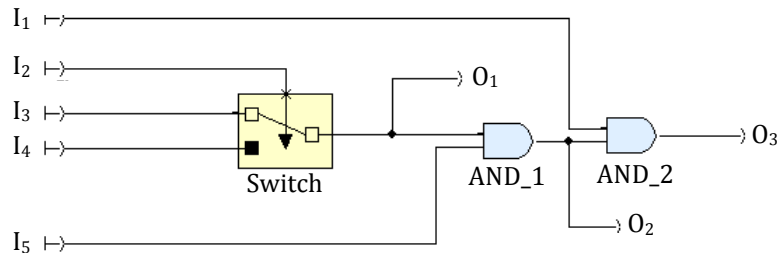 I₁
I₂
O₁
I₃
I₄
O₃
Switch
AND_1
AND_2
O₂
I₅